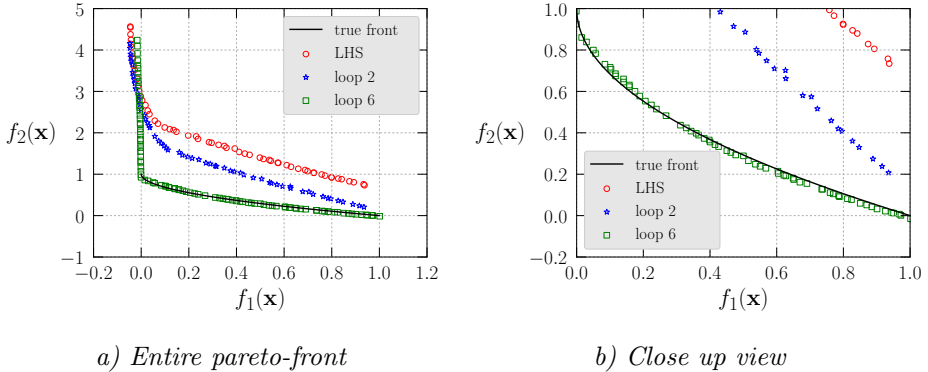 5
4
3
2
1
0
−1
−0.2 0.0 0.2 0.4 0.6 0.8 1.0 1.2
f₂(x)
f₁(x)
true front
LHS
loop 2
loop 6
a) Entire pareto-front
1.0
0.8
0.6
0.4
0.2
0.0
−0.2
0.0 0.2 0.4 0.6 0.8 1.0
f₂(x)
f₁(x)
true front
LHS
loop 2
loop 6
b) Close up view